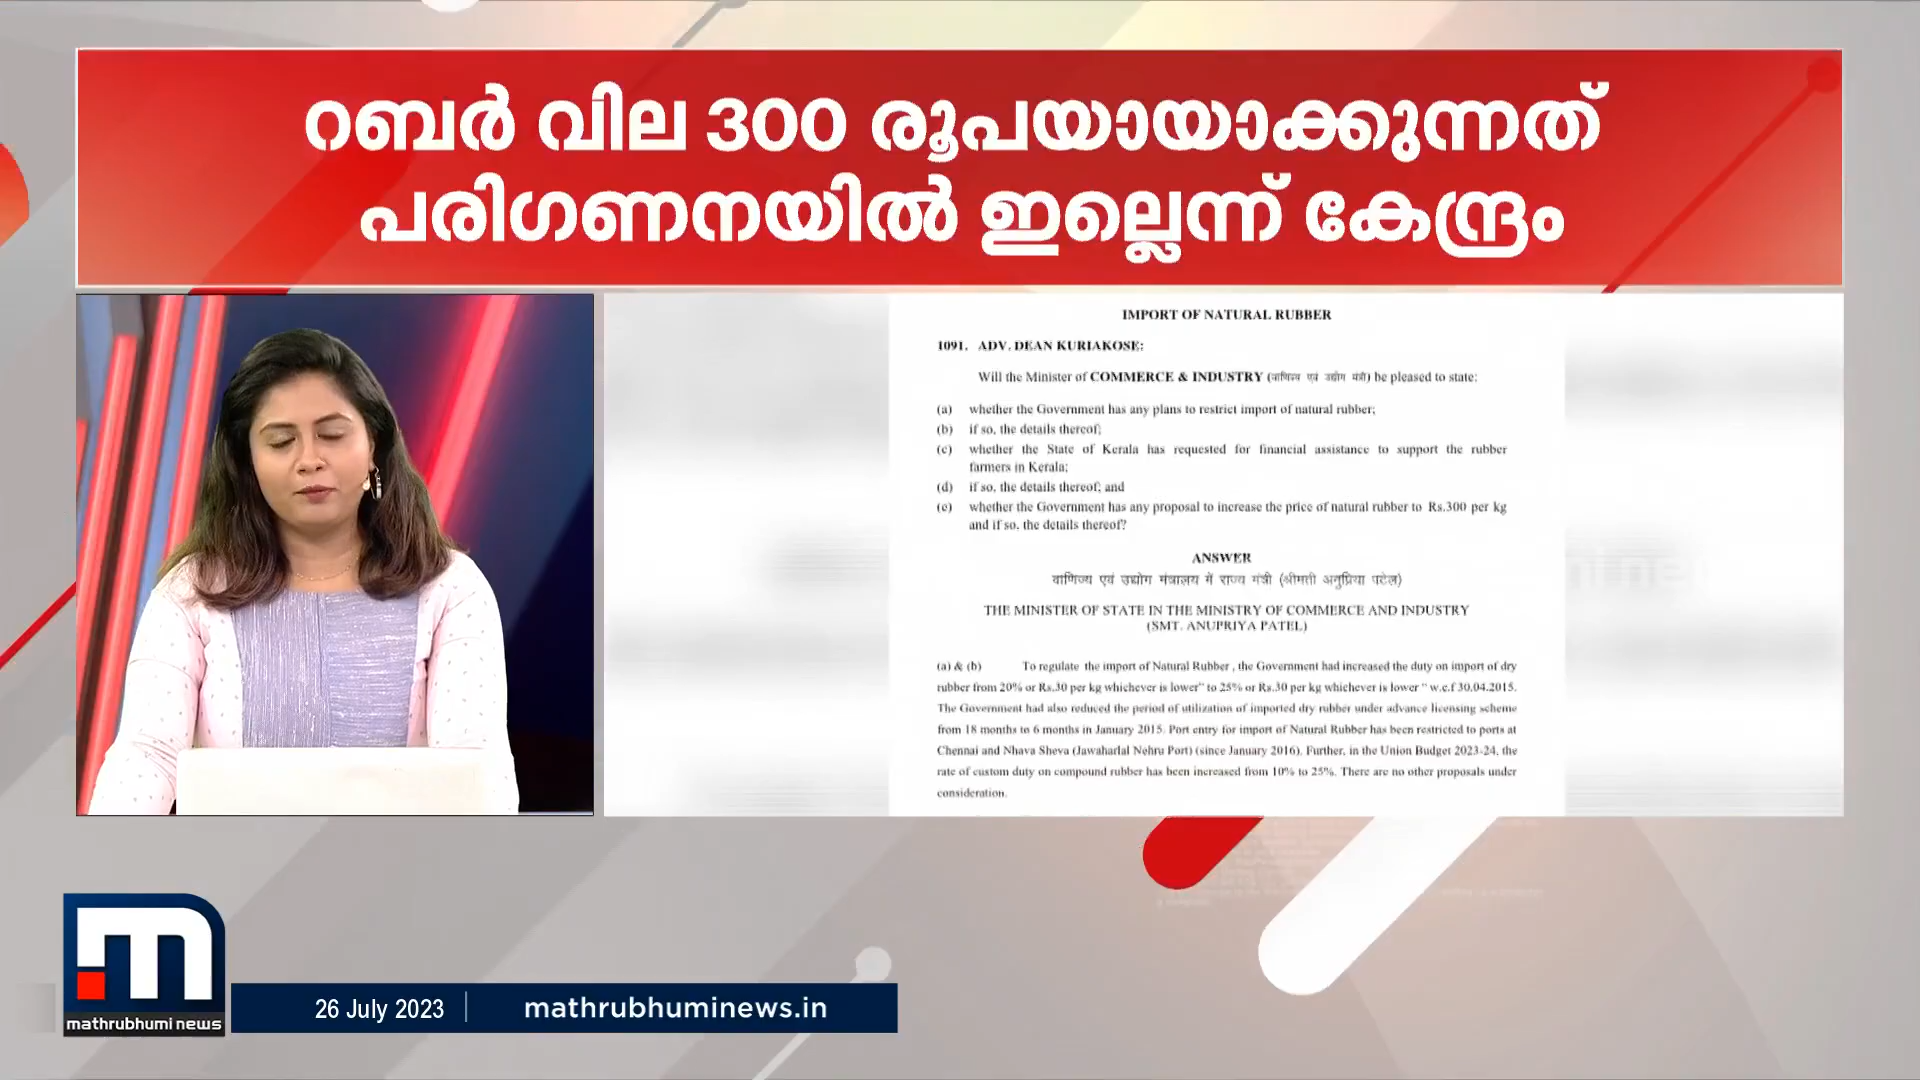 റബർ വില 300 രൂപയായാക്കുന്നത്
പരിഗണനയിൽ ഇല്ലെന്ന് കേന്ദ്രം
IMPORT OF NATURAL RUBBER
1091. ADV. DEAN KURIAKOSE:
Will the Minister of COMMERCE & INDUSTRY (वाणिज्य एवं उद्योग मंत्री) be pleased to state:
(a) whether the Government has any plans to restrict import of natural rubber;
(b) if so, the details thereof;
(c) whether the State of Kerala has requested for financial assistance to support the rubber
farmers in Kerala;
(d) if so, the details thereof; and
(e) whether the Government has any proposal to increase the price of natural rubber to Rs.300 per kg
and if so, the details thereof?
ANSWER
वाणिज्य एवं उद्योग मंत्रालय में राज्य मंत्री (श्रीमती अनुप्रिया पटेल)
THE MINISTER OF STATE IN THE MINISTRY OF COMMERCE AND INDUSTRY
(SMT. ANUPRIYA PATEL)
(a) & (b) To regulate the import of Natural Rubber , the Government had increased the duty on import of dry
rubber from 20% or Rs.30 per kg whichever is lower" to 25% or Rs.30 per kg whichever is lower " w.e.f 30.04.2015.
The Government had also reduced the period of utilization of imported dry rubber under advance licensing scheme
from 18 months to 6 months in January 2015. Port entry for import of Natural Rubber has been restricted to ports at
Chennai and Nhava Sheva (Jawaharlal Nehru Port) (since January 2016). Further, in the Union Budget 2023-24, the
rate of custom duty on compound rubber has been increased from 10% to 25%. There are no other proposals under
consideration.
mathrubhumi news
26 July 2023
mathrubhuminews.in